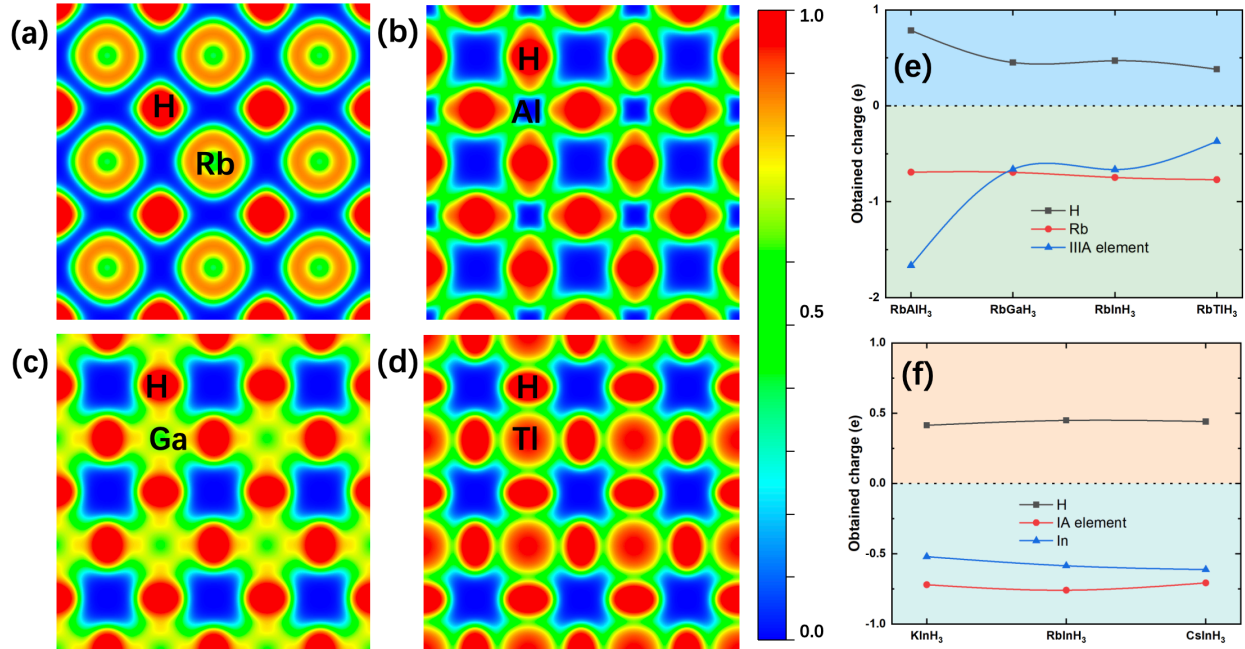 (a)
H
Rb
(b)
H
Al
(c)
H
Ga
(d)
H
Tl
1.0
0.5
0.0
(e)
Obtained charge (e)
1
0
-1
-2
H
Rb
IIIA element
RbAlH₃
RbGaH₃
RbInH₃
RbTlH₃
(f)
Obtained charge (e)
1.0
0.5
0.0
-0.5
-1.0
H
IA element
In
KInH₃
RbInH₃
CsInH₃